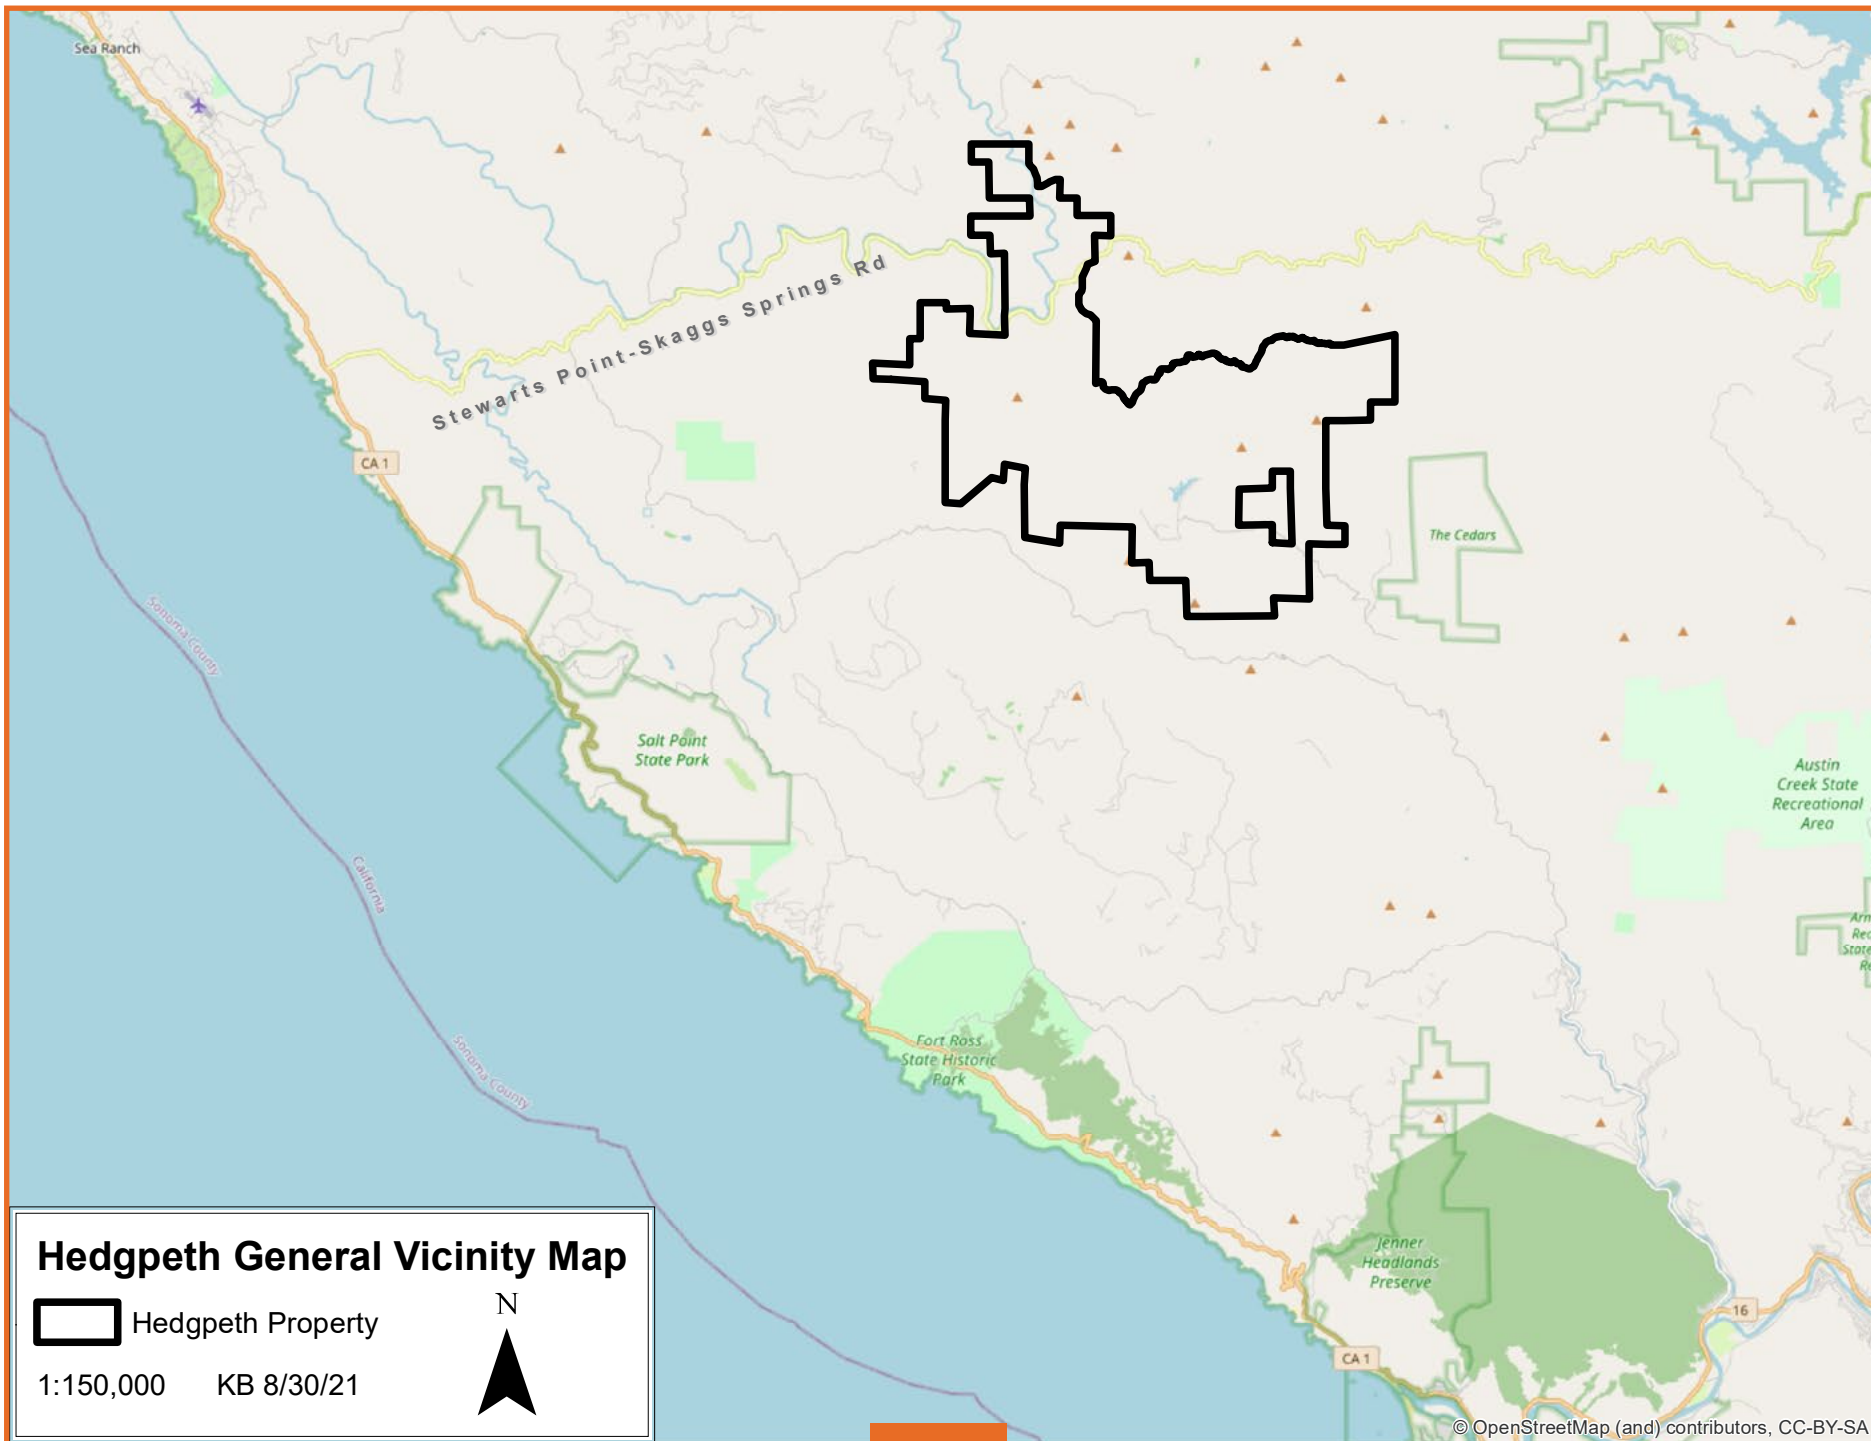 Sea Ranch
Stewarts Point-Skaggs Springs Rd
CA 1
The Cedars
Sonoma County
Salt Point
State Park
Austin
Creek State
Recreational
Area
California
State
Fort Ross
State Historic
Park
Sonoma County
Jenner
Headlands
Preserve
16
CA 1
Hedgpeth General Vicinity Map
N
Hedgpeth Property
1:150,000 KB 8/30/21
© OpenStreetMap (and) contributors, CC-BY-SA